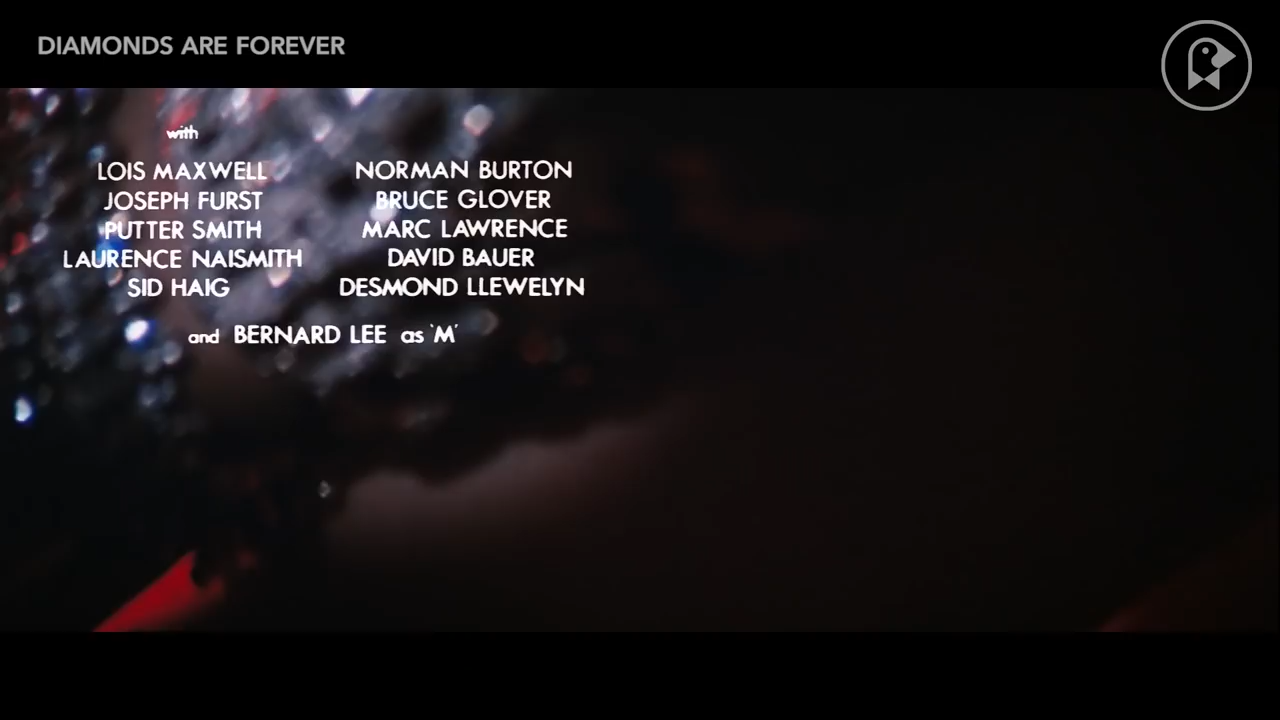 DIAMONDS ARE FOREVER
with
LOIS MAXWELL NORMAN BURTON
JOSEPH FURST BRUCE GLOVER
PUTTER SMITH MARC LAWRENCE
LAURENCE NAISMITH DAVID BAUER
SID HAIG DESMOND LLEWELYN
and BERNARD LEE as 'M'